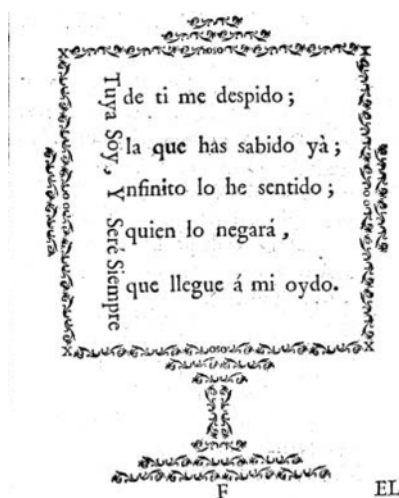 Tuya Soy, Y Seré Siempre
de ti me despido;
la que has sabido yà;
nfinito lo he sentido;
quien lo negará,
que llegue á mi oydo.
F
EL